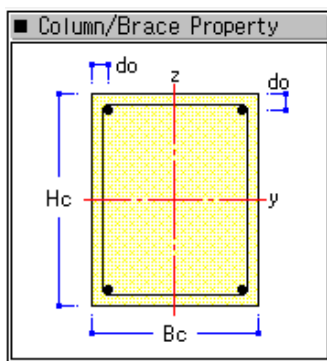 ■ Column/Brace Property
do
z
do
Hc
y
Bc